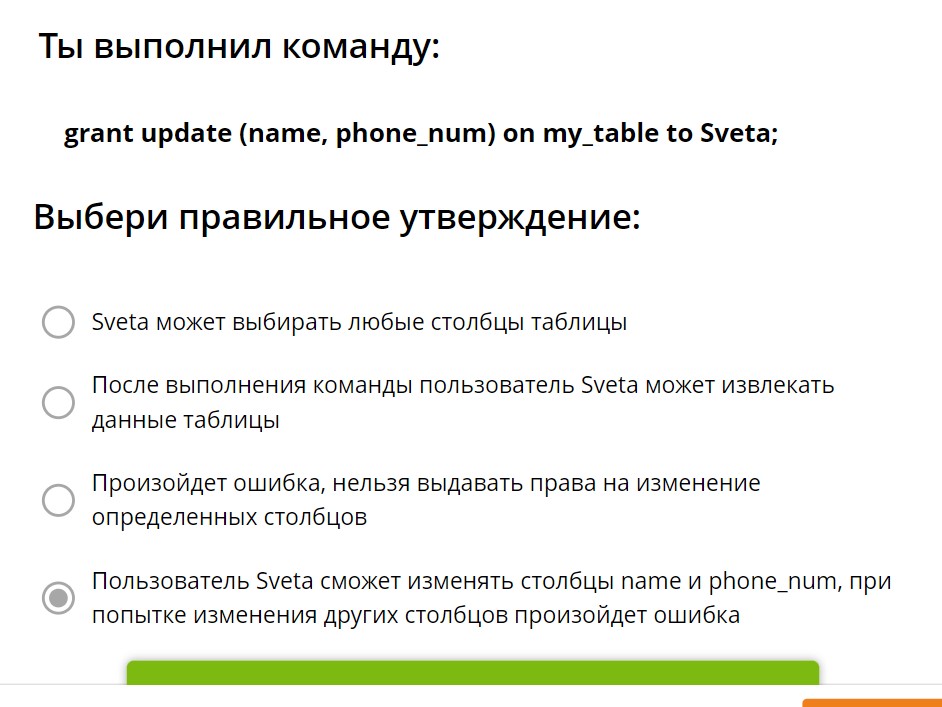 Ты выполнил команду:
grant update (name, phone_num) on my_table to Sveta;
Выбери правильное утверждение:
Sveta может выбирать любые столбцы таблицы
После выполнения команды пользователь Sveta может извлекать
данные таблицы
Произойдет ошибка, нельзя выдавать права на изменение
определенных столбцов
Пользователь Sveta сможет изменять столбцы name и phone_num, при
попытке изменения других столбцов произойдет ошибка